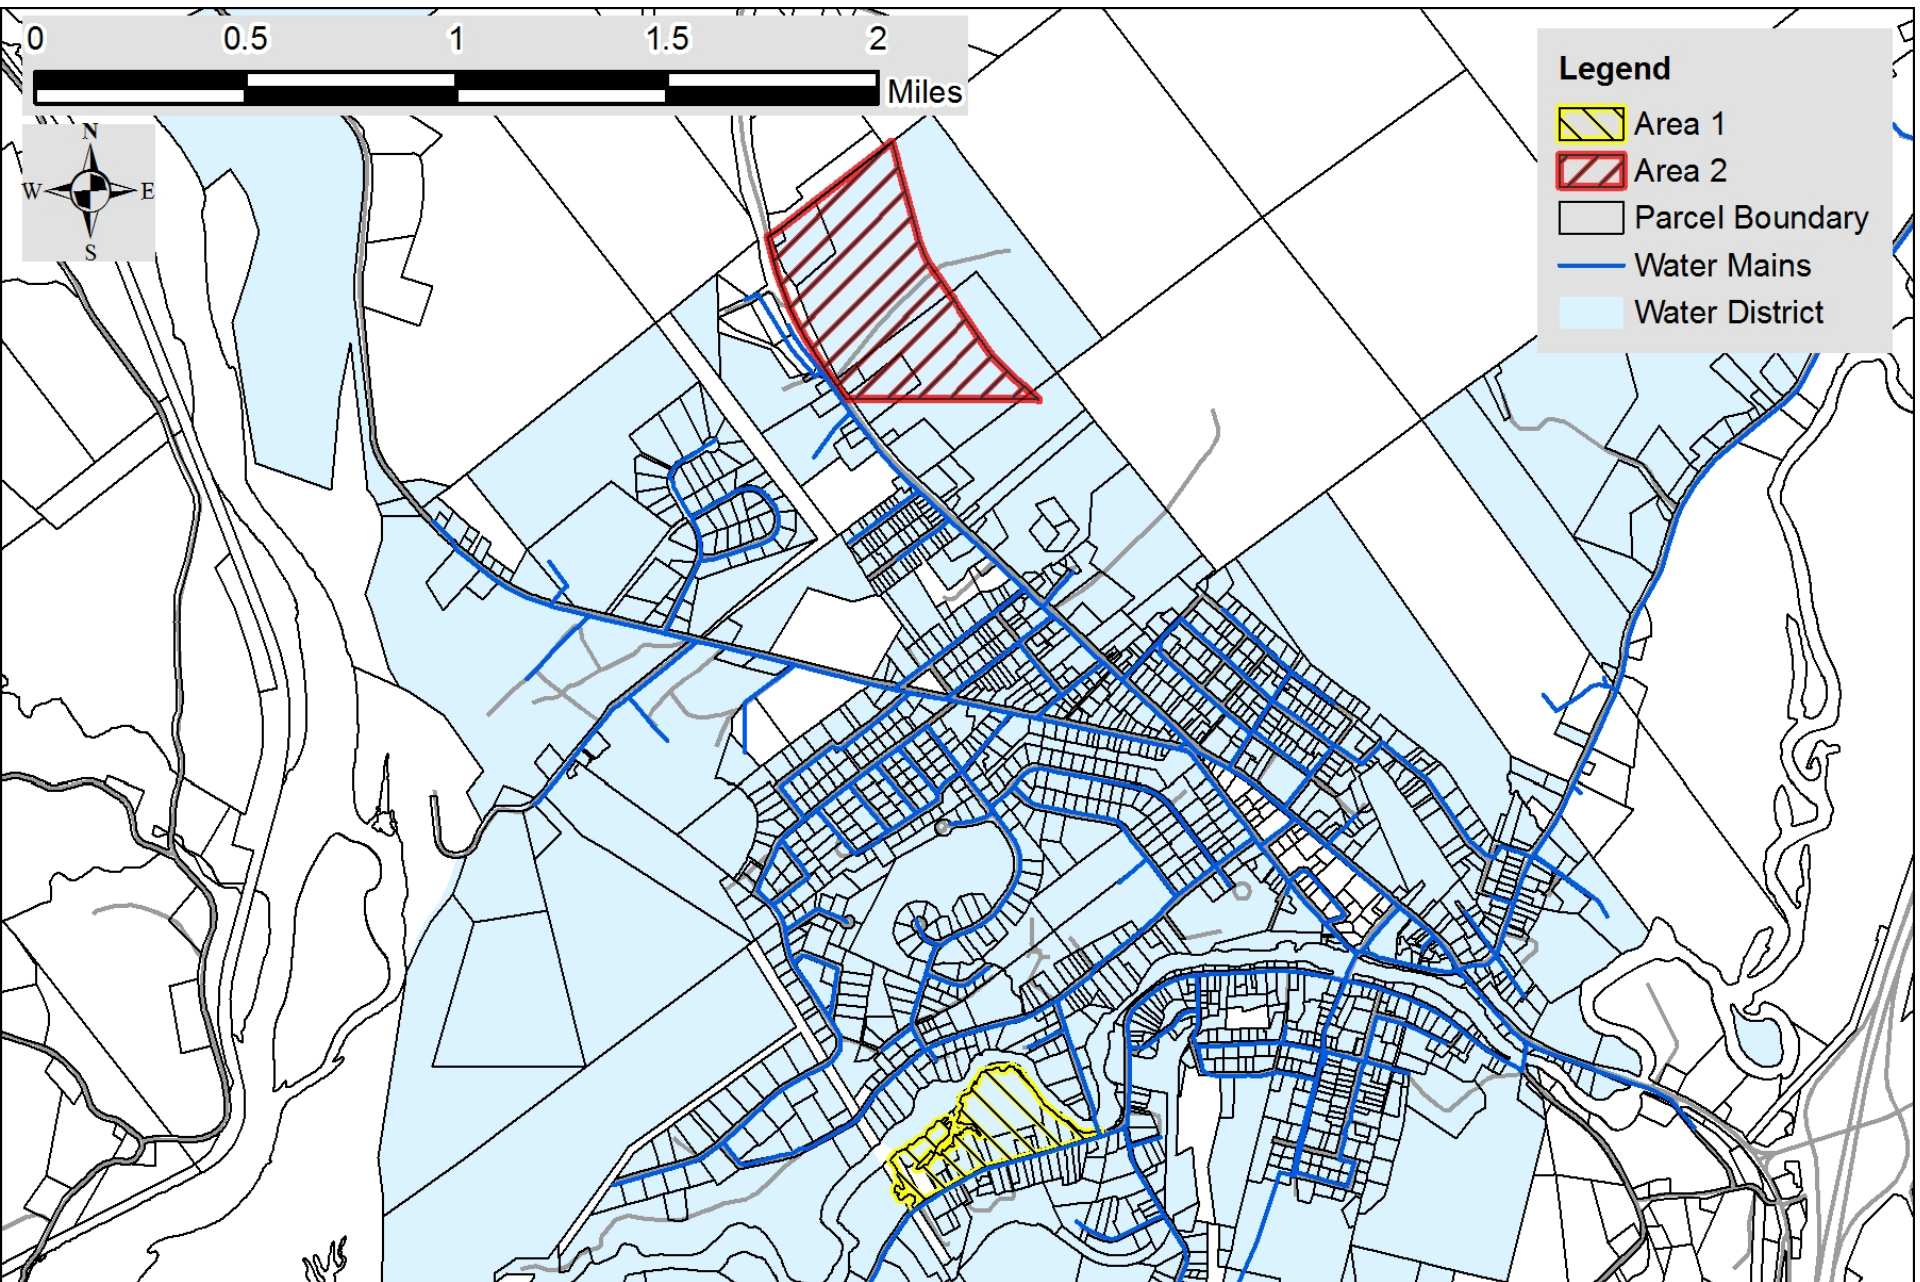 0 0.5 1 1.5 2
Miles
N
W E
S
Legend
Area 1
Area 2
Parcel Boundary
Water Mains
Water District